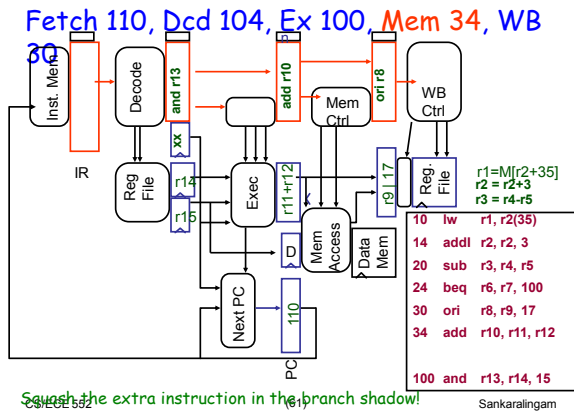 Fetch 110, Dcd 104, Ex 100, Mem 34, WB
30
Inst. Mem
Decode
and r13
add r10
Mem
Ctrl
ori r8
WB
Ctrl
IR
xx
Reg
File
r14
r15
Exec
r11+r12
r9 | 17
Reg.
File
r1=M[r2+35]
r2 = r2+3
r3 = r4-r5
D
Mem
Access
Data
Mem
Next PC
110
PC
10 lw r1, r2(35)
14 addI r2, r2, 3
20 sub r3, r4, r5
24 beq r6, r7, 100
30 ori r8, r9, 17
34 add r10, r11, r12
100 and r13, r14, 15
Squash the extra instruction in the branch shadow!
CS/ECE 552
(61)
Sankaralingam